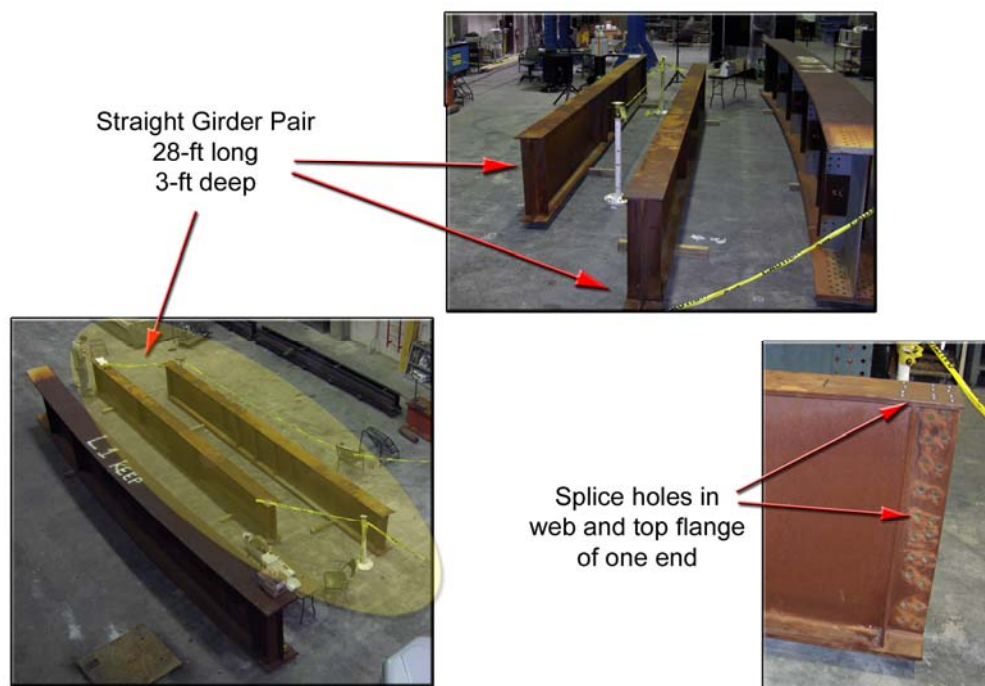 Straight Girder Pair
28-ft long
3-ft deep
L1 KEEP
Splice holes in
web and top flange
of one end